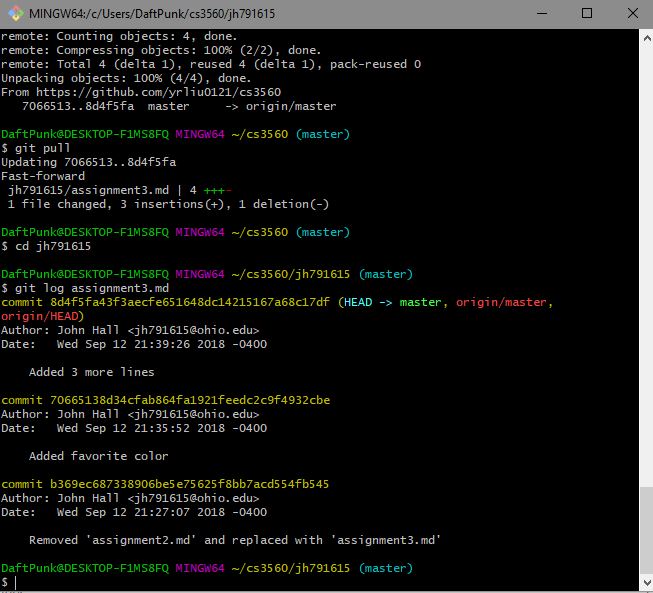 MINGW64:/c/Users/DaftPunk/cs3560/jh791615
remote: Counting objects: 4, done.
remote: Compressing objects: 100% (2/2), done.
remote: Total 4 (delta 1), reused 4 (delta 1), pack-reused 0
Unpacking objects: 100% (4/4), done.
From https://github.com/yrliu0121/cs3560
   7066513..8d4f5fa  master     -> origin/master
DaftPunk@DESKTOP-F1MS8FQ MINGW64 ~/cs3560 (master)
$ git pull
Updating 7066513..8d4f5fa
Fast-forward
 jh791615/assignment3.md | 4 +++-
 1 file changed, 3 insertions(+), 1 deletion(-)
DaftPunk@DESKTOP-F1MS8FQ MINGW64 ~/cs3560 (master)
$ cd jh791615
DaftPunk@DESKTOP-F1MS8FQ MINGW64 ~/cs3560/jh791615 (master)
$ git log assignment3.md
commit 8d4f5fa43f3aecfe651648dc14215167a68c17df (HEAD -> master, origin/master,
origin/HEAD)
Author: John Hall <jh791615@ohio.edu>
Date:   Wed Sep 12 21:39:26 2018 -0400
    Added 3 more lines
commit 70665138d34cfab864fa1921feedc2c9f4932cbe
Author: John Hall <jh791615@ohio.edu>
Date:   Wed Sep 12 21:35:52 2018 -0400
    Added favorite color
commit b369ec687338906be5e75625f8bb7acd554fb545
Author: John Hall <jh791615@ohio.edu>
Date:   Wed Sep 12 21:27:07 2018 -0400
    Removed 'assignment2.md' and replaced with 'assignment3.md'
DaftPunk@DESKTOP-F1MS8FQ MINGW64 ~/cs3560/jh791615 (master)
$